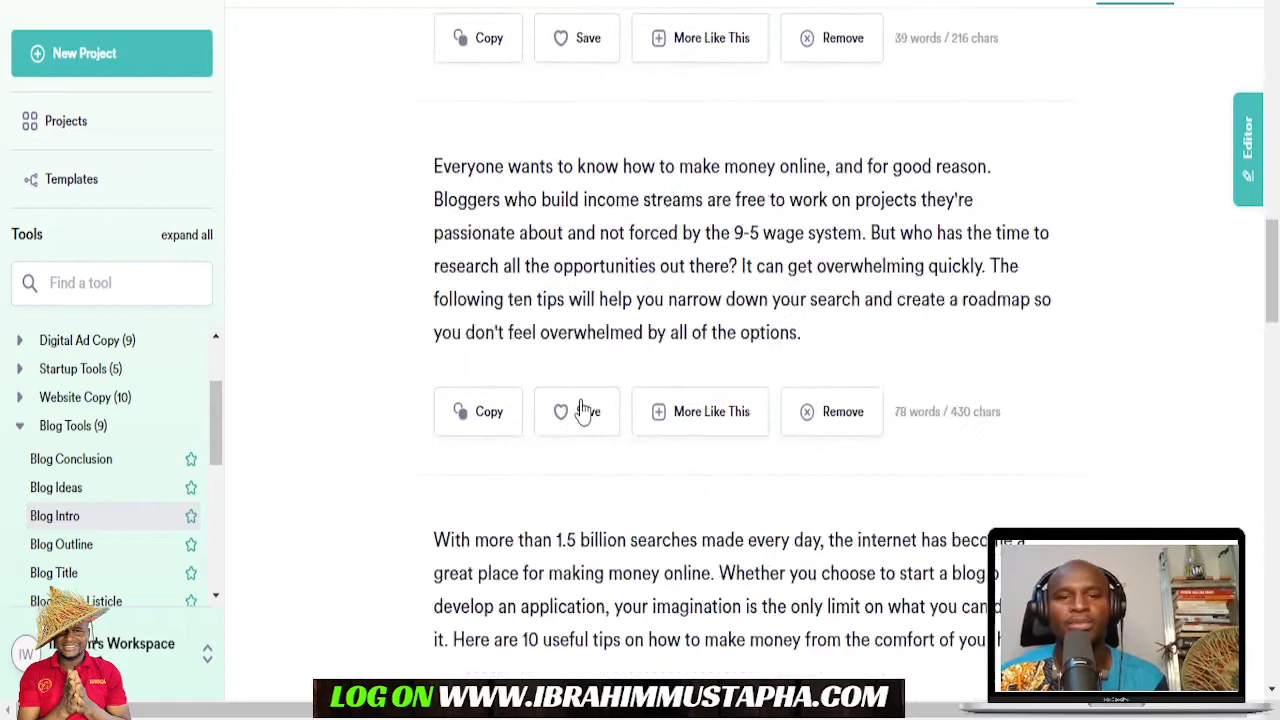 New Project
Projects
Templates
Tools
expand all
Find a tool
Digital Ad Copy (9)
Startup Tools (5)
Website Copy (10)
Blog Tools (9)
Blog Conclusion
Blog Ideas
Blog Intro
Blog Outline
Blog Title
Listicle
Workspace
IW
Copy
Save
More Like This
Remove
39 words / 216 chars
Everyone wants to know how to make money online, and for good reason.
Bloggers who build income streams are free to work on projects they're
passionate about and not forced by the 9-5 wage system. But who has the time to
research all the opportunities out there? It can get overwhelming quickly. The
following ten tips will help you narrow down your search and create a roadmap so
you don't feel overwhelmed by all of the options.
Copy
More Like This
Remove
78 words / 430 chars
With more than 1.5 billion searches made every day, the internet has become a
great place for making money online. Whether you choose to start a blog
develop an application, your imagination is the only limit on what you can
it. Here are 10 useful tips on how to make money from the comfort of
Editor
LOG ON WWW.IBRAHIMMUSTAPHA.COM